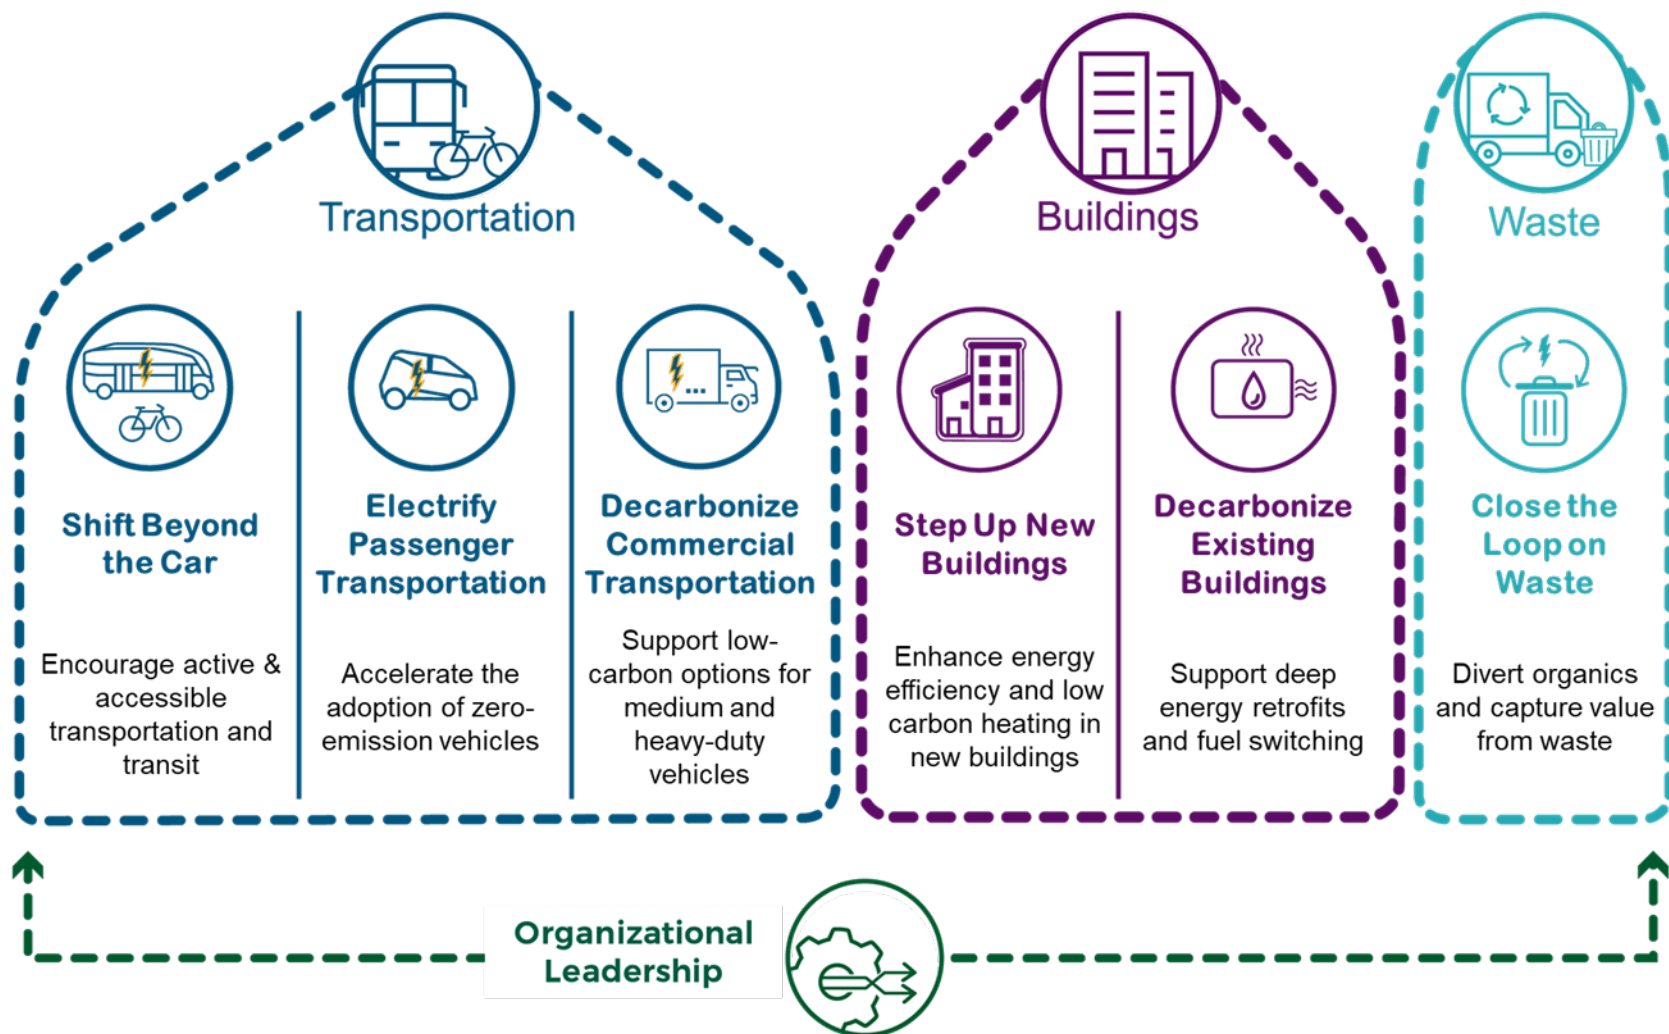 Transportation
Buildings
Waste
Shift Beyond
the Car
Encourage active &
accessible
transportation and
transit
Electrify
Passenger
Transportation
Accelerate the
adoption of zero-
emission vehicles
Decarbonize
Commercial
Transportation
Support low-
carbon options for
medium and
heavy-duty
vehicles
Step Up New
Buildings
Enhance energy
efficiency and low
carbon heating in
new buildings
Decarbonize
Existing
Buildings
Support deep
energy retrofits
and fuel switching
Close the
Loop on
Waste
Divert organics
and capture value
from waste
Organizational
Leadership